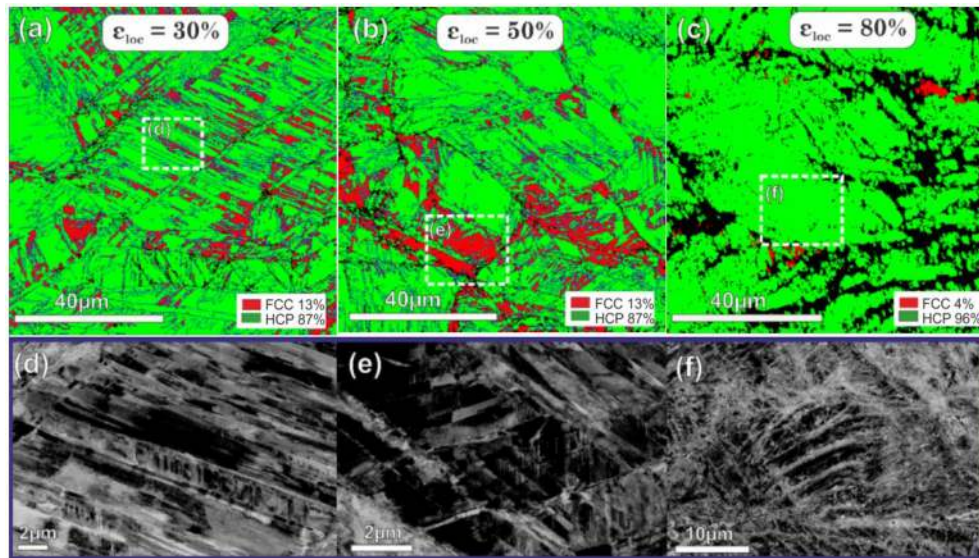 (a)
ε_loc = 30%
(d)
40μm
FCC 13%
HCP 87%
(b)
ε_loc = 50%
(e)
40μm
FCC 13%
HCP 87%
(c)
ε_loc = 80%
(f)
40μm
FCC 4%
HCP 96%
(d)
2μm
(e)
2μm
(f)
10μm